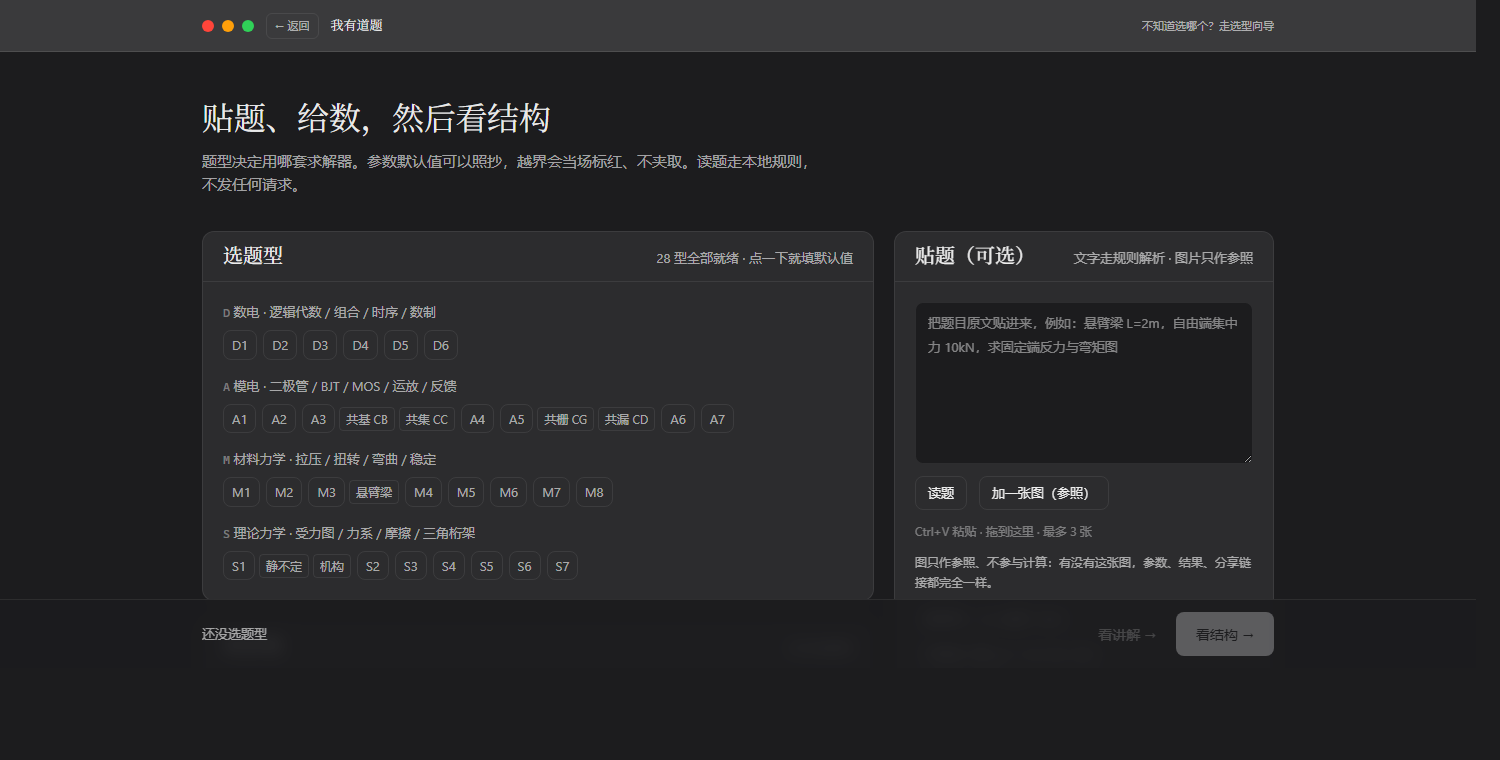 ← 返回 我有道题 不知道选哪个？走选型向导
贴题、给数，然后看结构
题型决定用哪套求解器。参数默认值可以照抄，越界会当场标红、不夹取。读题走本地规则，
不发任何请求。
选题型 28 型全部就绪 · 点一下就填默认值
D 数电 · 逻辑代数 / 组合 / 时序 / 数制
D1 D2 D3 D4 D5 D6
A 模电 · 二极管 / BJT / MOS / 运放 / 反馈
A1 A2 A3 共基 CB 共集 CC A4 A5 共栅 CG 共漏 CD A6 A7
M 材料力学 · 拉压 / 扭转 / 弯曲 / 稳定
M1 M2 M3 悬臂梁 M4 M5 M6 M7 M8
S 理论力学 · 受力图 / 力系 / 摩擦 / 三角桁架
S1 静不定 机构 S2 S3 S4 S5 S6 S7
贴题（可选） 文字走规则解析 · 图片只作参照
把题目原文贴进来，例如：悬臂梁 L=2m，自由端集中
力 10kN，求固定端反力与弯矩图
读题 加一张图（参照）
Ctrl+V 粘贴 · 拖到这里 · 最多 3 张
图只作参照、不参与计算：有没有这张图，参数、结果、分享链
接都完全一样。
还没选题型 看讲解 → 看结构 →